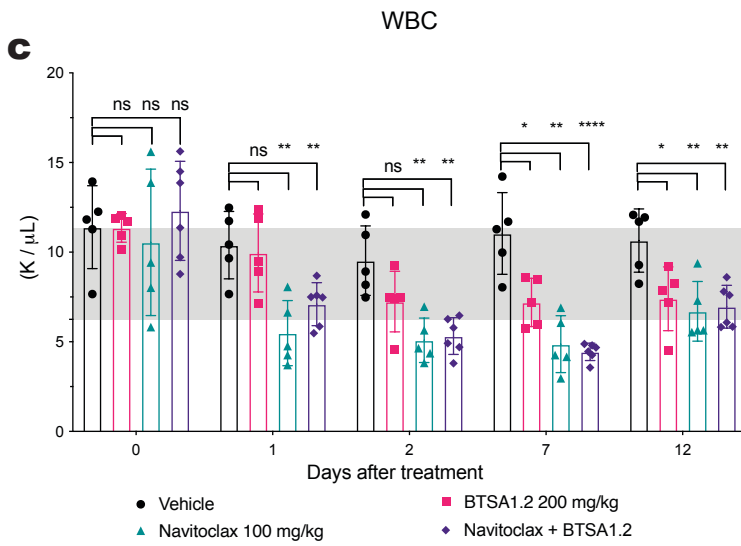 WBC
c
20
15
10
5
0
(K / µL)
ns ns ns
ns ** **
ns ** **
* ** ****
* ** **
0 1 2 7 12
Days after treatment
Vehicle BTSA1.2 200 mg/kg
Navitoclax 100 mg/kg Navitoclax + BTSA1.2